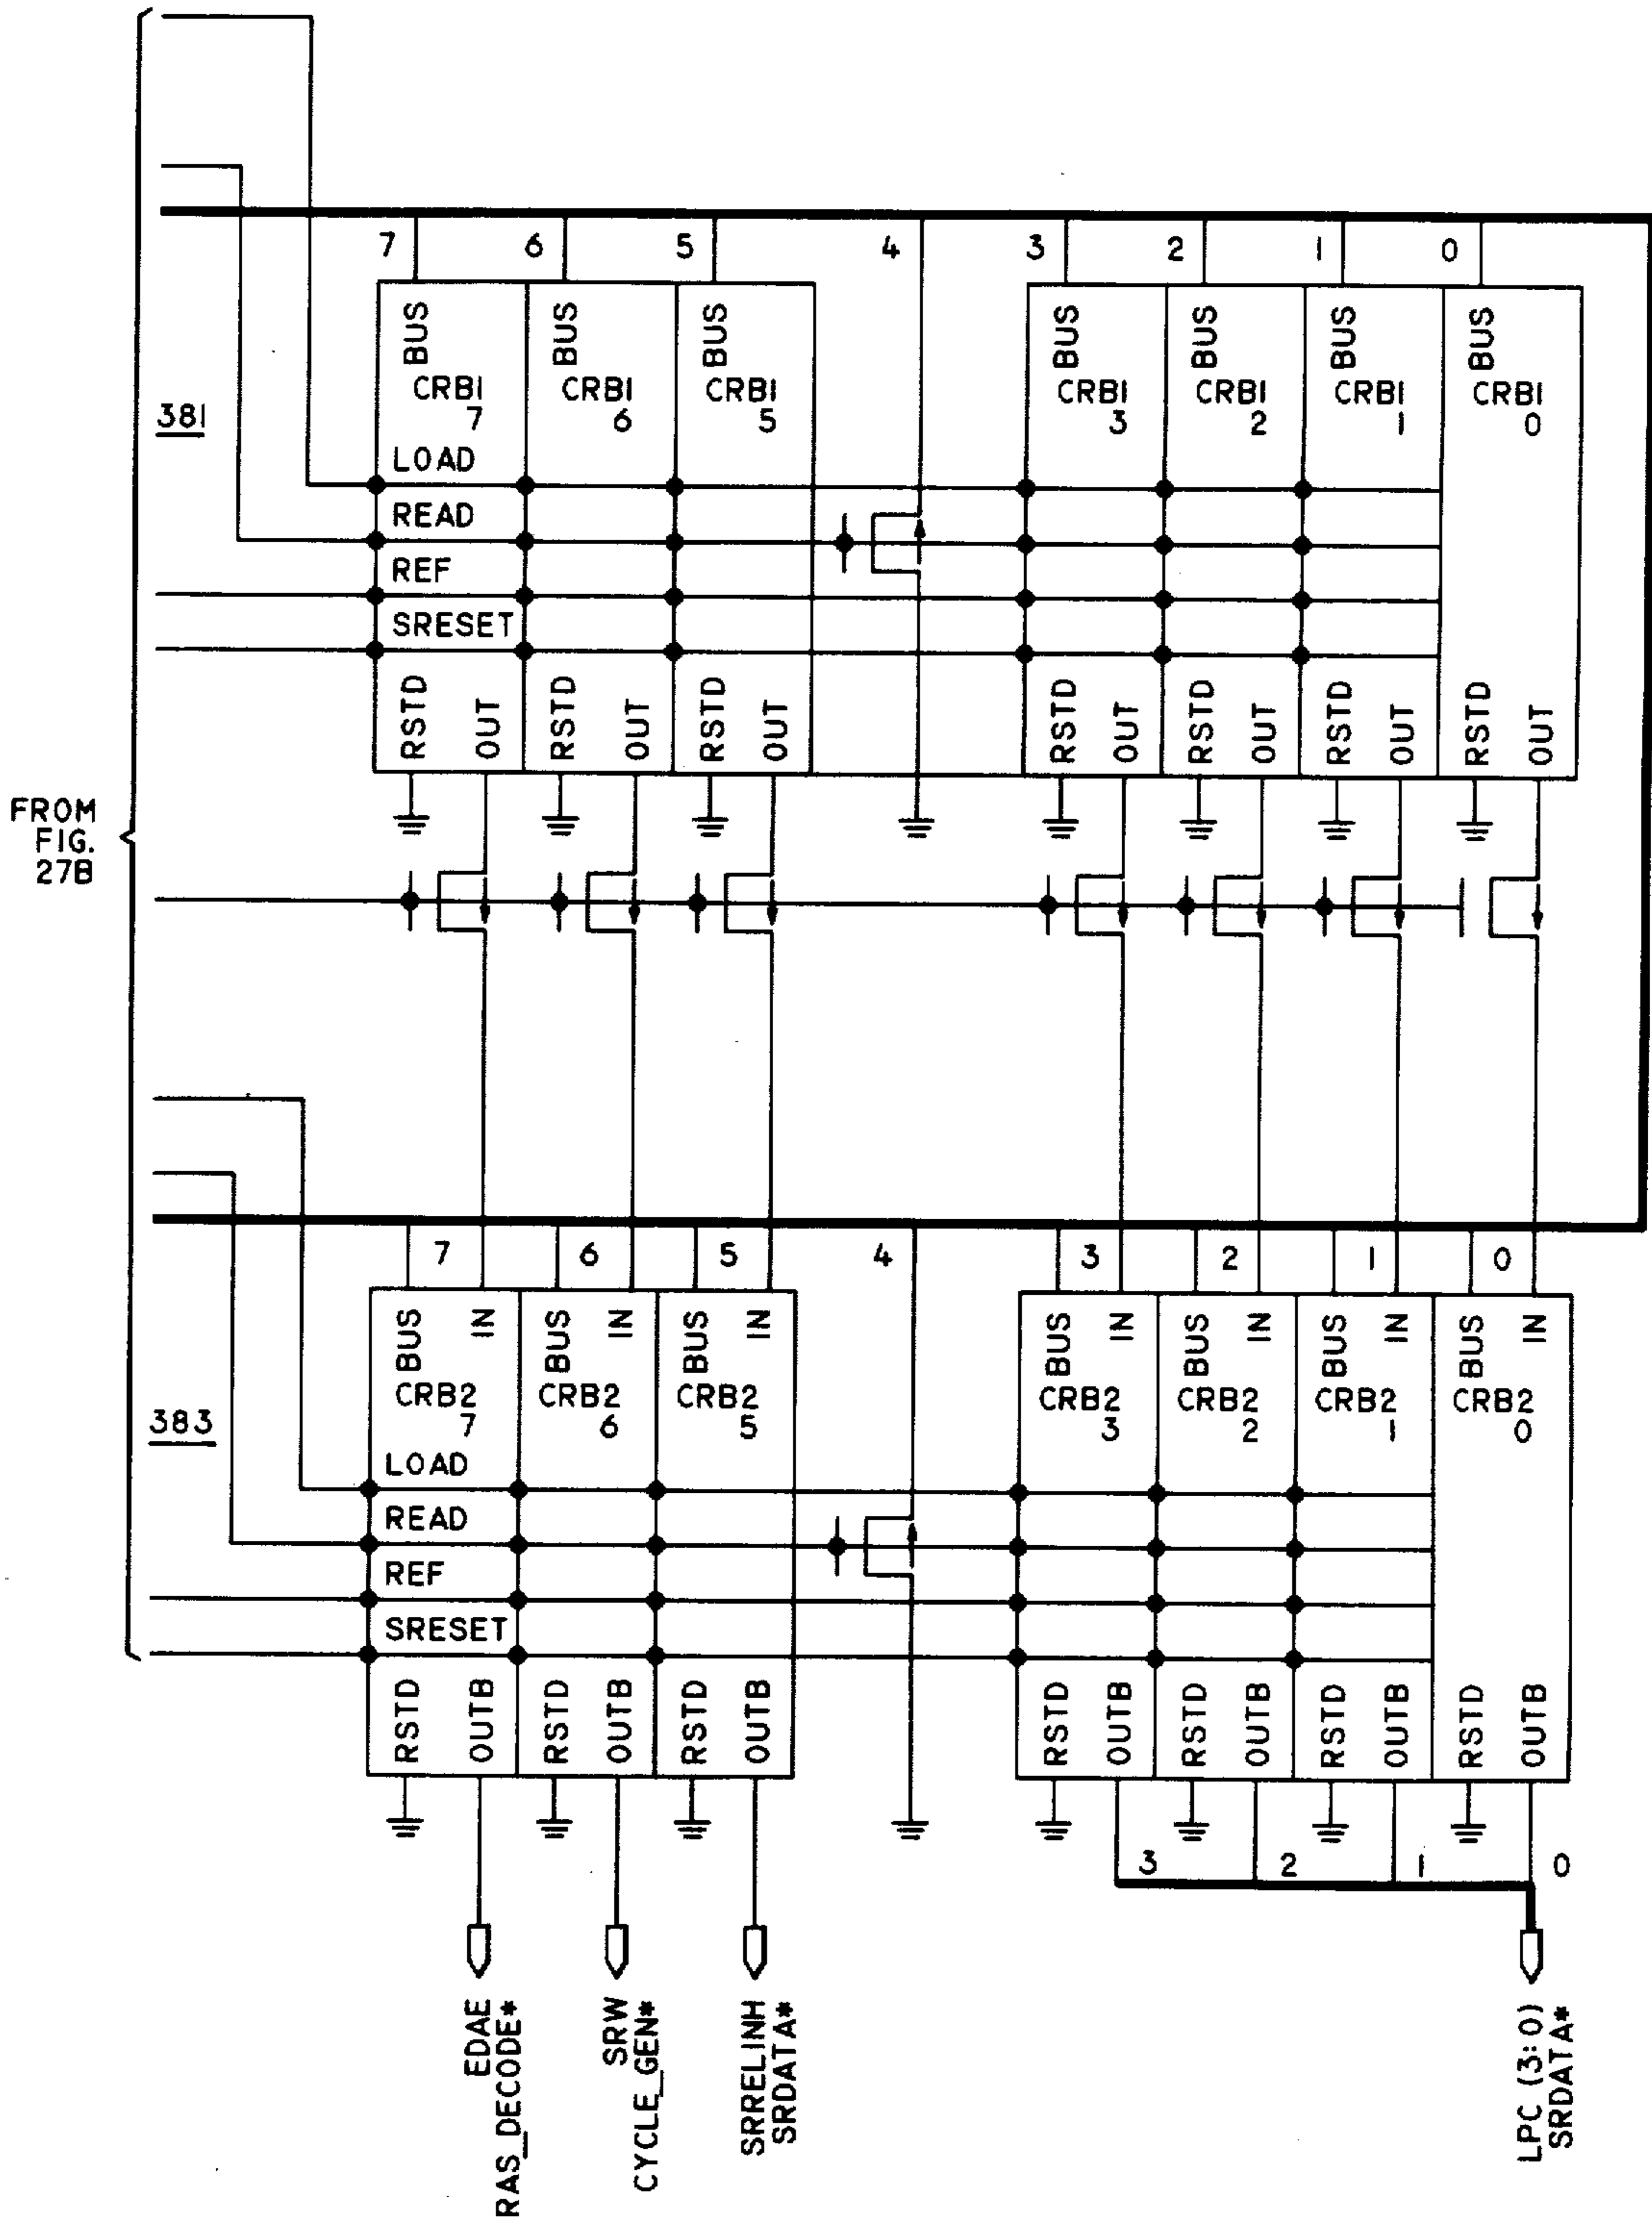 7 6 5 4 3 2 1 0
BUS BUS BUS BUS BUS BUS BUS
CRB1 CRB1 CRB1 CRB1 CRB1 CRB1 CRB1
7 6 5 3 2 1 0
381
LOAD
READ
REF
SRESET
RSTD OUT RSTD OUT RSTD OUT RSTD OUT RSTD OUT RSTD OUT RSTD OUT
FROM
FIG.
27B
7 6 5 4 3 2 1 0
BUS IN BUS IN BUS IN BUS IN BUS IN BUS IN BUS IN
CRB2 CRB2 CRB2 CRB2 CRB2 CRB2 CRB2
7 6 5 3 2 1 0
383
LOAD
READ
REF
SRESET
RSTD OUTB RSTD OUTB RSTD OUTB RSTD OUTB RSTD OUTB RSTD OUTB RSTD OUTB
3 2 1 0
EDAE
RAS_DECODE*
SRW
CYCLE_GEN*
SRRELINH
SRDATA*
LPC (3:0)
SRDATA*